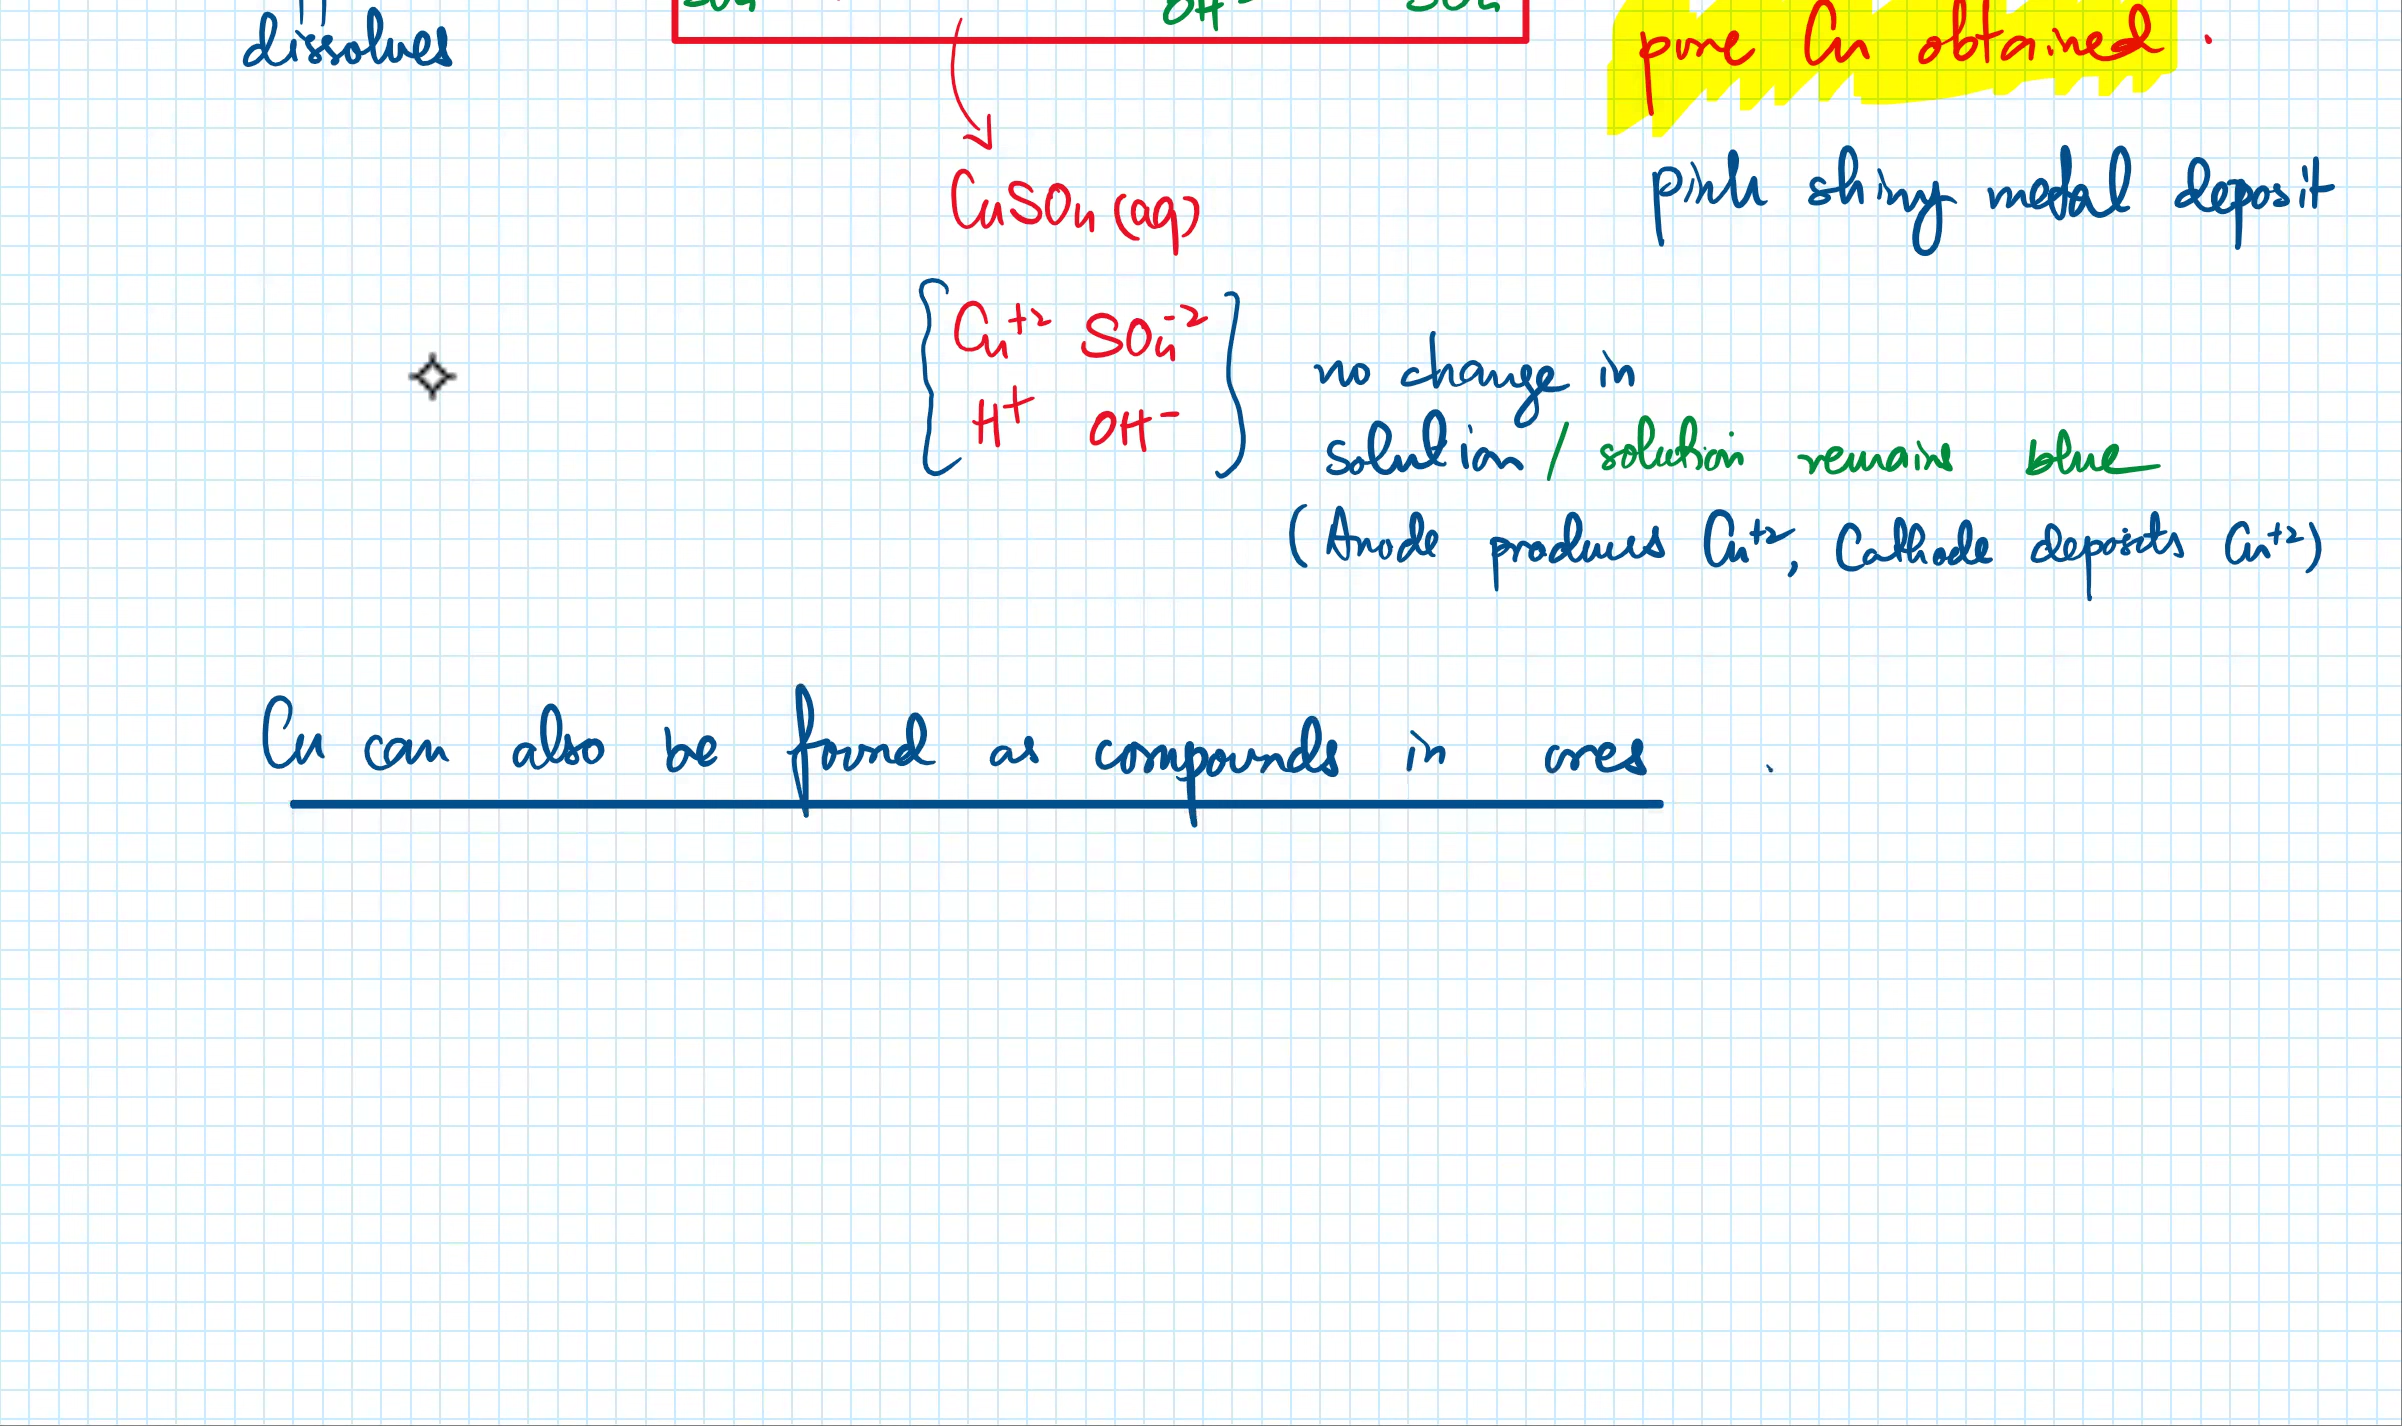 dissolves
OH⁻
pure Cu obtained.
CuSO₄ (aq)
pink shiny metal deposit
Cu⁺² SO₄⁻²
H⁺ OH⁻
no change in
solution / solution remains blue
(Anode produces Cu⁺², Cathode deposits Cu⁺²)
Cu can also be found as compounds in ores.